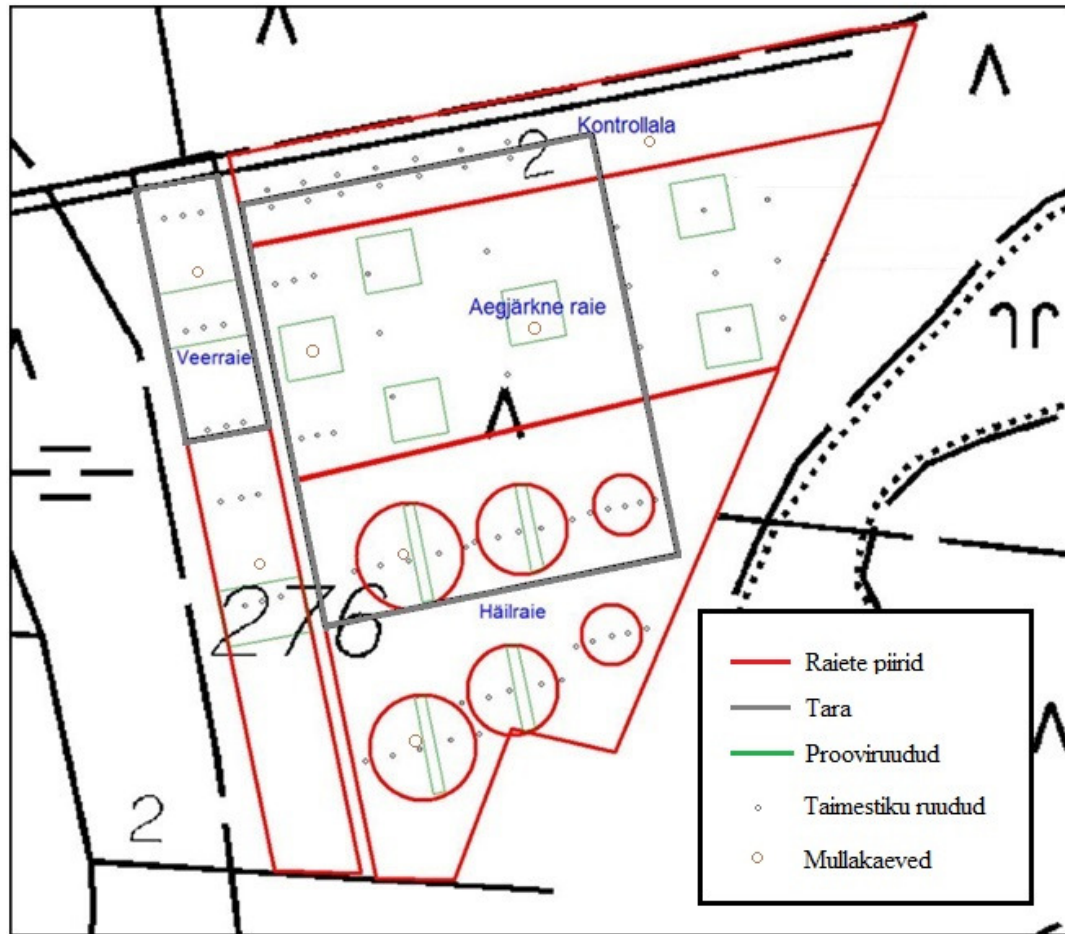 Kontrollala
2
Aegjärkne raie
Veerraie
276
Häilraie
2
Raiete piirid
Tara
Prooviruudud
Taimestiku ruudud
Mullakaeved